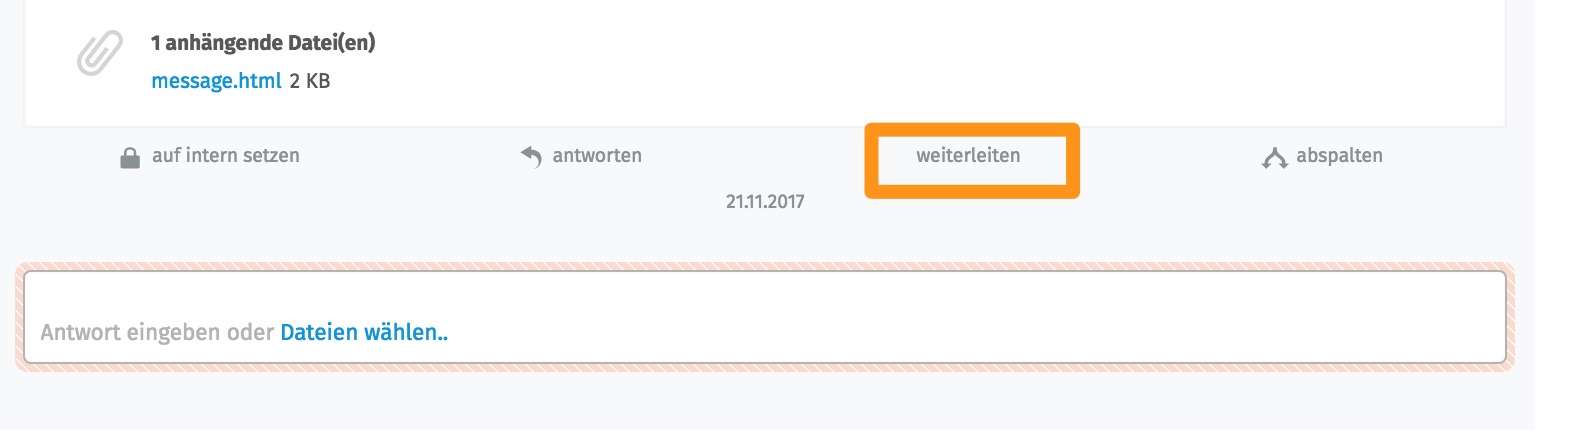 1 anhängende Datei(en)
message.html 2 KB
auf intern setzen antworten weiterleiten abspalten
21.11.2017
Antwort eingeben oder Dateien wählen..